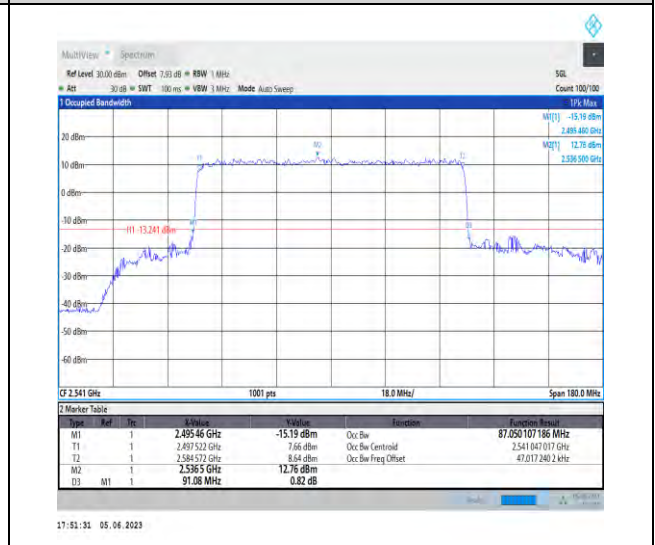 MultiView Spectrum
Ref Level 30.00 dBm Offset 7.93 dB RBW 1 MHz SGL
Att 30 dB SWT 100 ms VBW 3 MHz Mode Auto Sweep Count 100/100
1 Occupied Bandwidth 1Pk Max
M1[1] -15.19 dBm
2.495 460 GHz
M2[1] 12.76 dBm
2.536 500 GHz
20 dBm
M2
T1 T2
10 dBm
0 dBm
-10 dBm
H1 -13.241 dBm
M1 D3
-20 dBm
-30 dBm
-40 dBm
-50 dBm
-60 dBm
CF 2.541 GHz 1001 pts 18.0 MHz/ Span 180.0 MHz
2 Marker Table
Type Ref Trc X-Value Y-Value Function Function Result
M1 1 2.495 46 GHz -15.19 dBm Occ Bw 87.050 107 186 MHz
T1 1 2.497 522 GHz 7.66 dBm Occ Bw Centroid 2.541 047 017 GHz
T2 1 2.584 572 GHz 8.64 dBm Occ Bw Freq Offset 47.017 240 2 kHz
M2 1 2.536 5 GHz 12.76 dBm
D3 M1 1 91.08 MHz 0.82 dB
17:51:31 05.06.2023